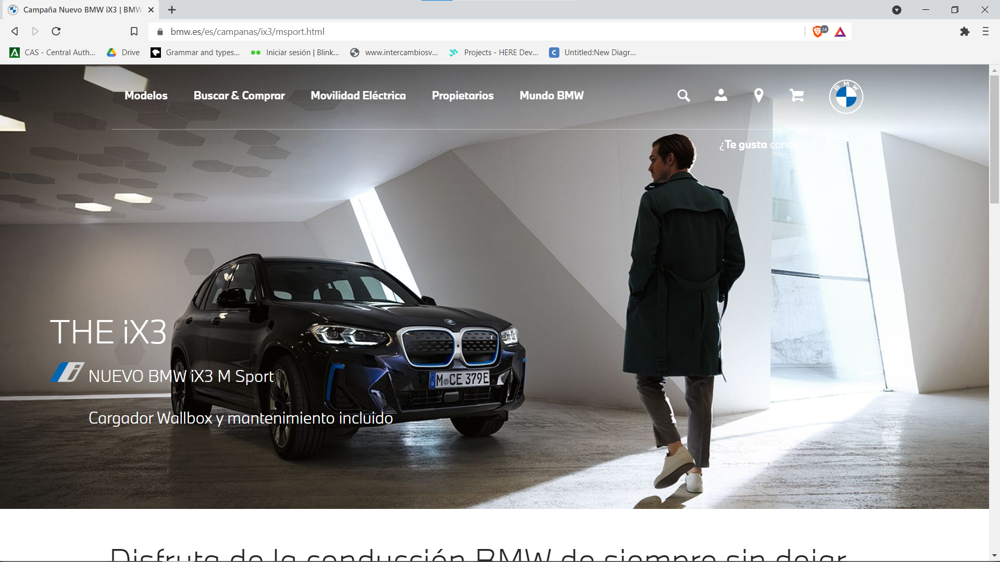 Campaña Nuevo BMW iX3 | BMW
bmw.es/es/campanas/ix3/msport.html
24
CAS - Central Auth...
Drive
Grammar and types...
Iniciar sesión | Blink...
www.intercambiosv...
Projects - HERE Dev...
Untitled:New Diagr...
Modelos
Buscar & Comprar
Movilidad Eléctrica
Propietarios
Mundo BMW
BMW
¿Te gusta conducir?
THE iX3
NUEVO BMW iX3 M Sport
Cargador Wallbox y mantenimiento incluido
M CE 379E
Disfruta de la conducción BMW de siempre sin dejar